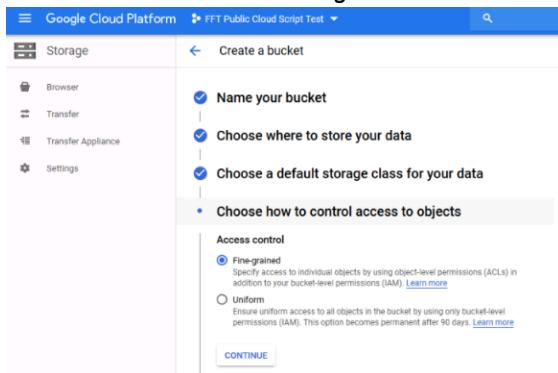 Google Cloud Platform
FFT Public Cloud Script Test
Storage
Create a bucket
Browser
Transfer
Transfer Appliance
Settings
Name your bucket
Choose where to store your data
Choose a default storage class for your data
Choose how to control access to objects
Access control
Fine-grained
Specify access to individual objects by using object-level permissions (ACLs) in
addition to your bucket-level permissions (IAM). Learn more
Uniform
Ensure uniform access to all objects in the bucket by using only bucket-level
permissions (IAM). This option becomes permanent after 90 days. Learn more
CONTINUE